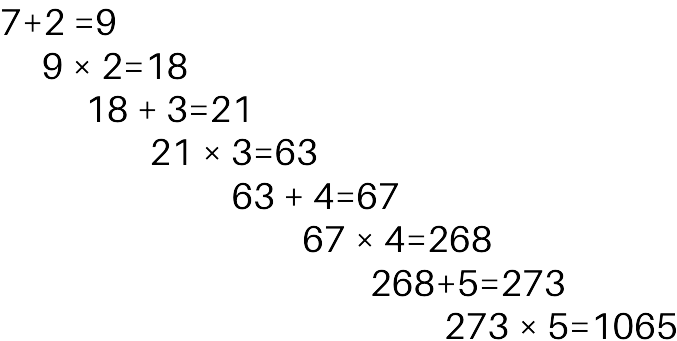 7+2 =9
9 × 2=18
18 + 3=21
21 × 3=63
63 + 4=67
67 × 4=268
268+5=273
273 × 5=1065